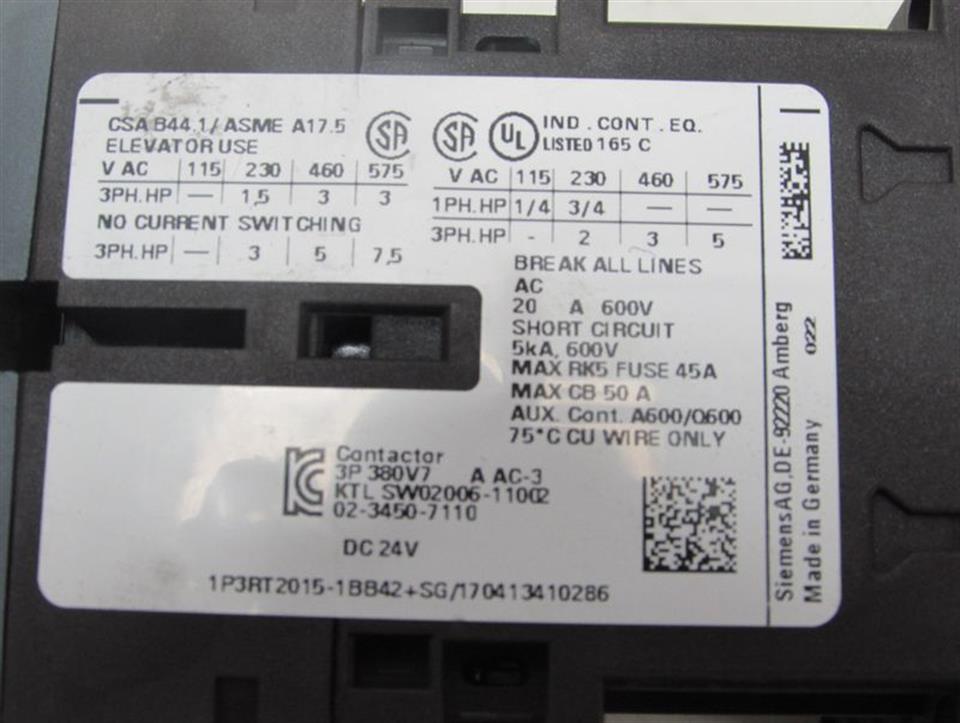 CSA B44.1/ ASME A17.5
ELEVATOR USE
V AC 115 230 460 575
3PH.HP — 1,5 3 3
NO CURRENT SWITCHING
3PH.HP — 3 5 7,5
SA
SA UL IND. CONT. EQ.
LISTED 165 C
V AC 115 230 460 575
1PH.HP 1/4 3/4 — —
3PH.HP - 2 3 5
BREAK ALL LINES
AC
20 A 600V
SHORT CIRCUIT
5kA, 600V
MAX RK5 FUSE 45A
MAX CB 50 A
AUX. Cont. A600/Q600
75°C CU WIRE ONLY
KC
Contactor
3P 380V7 A AC-3
KTL SW02006-11002
02-3450-7110
DC 24V
1P3RT2015-1BB42+SG/170413410286
Siemens AG, DE-92220 Amberg
Made in Germany 022